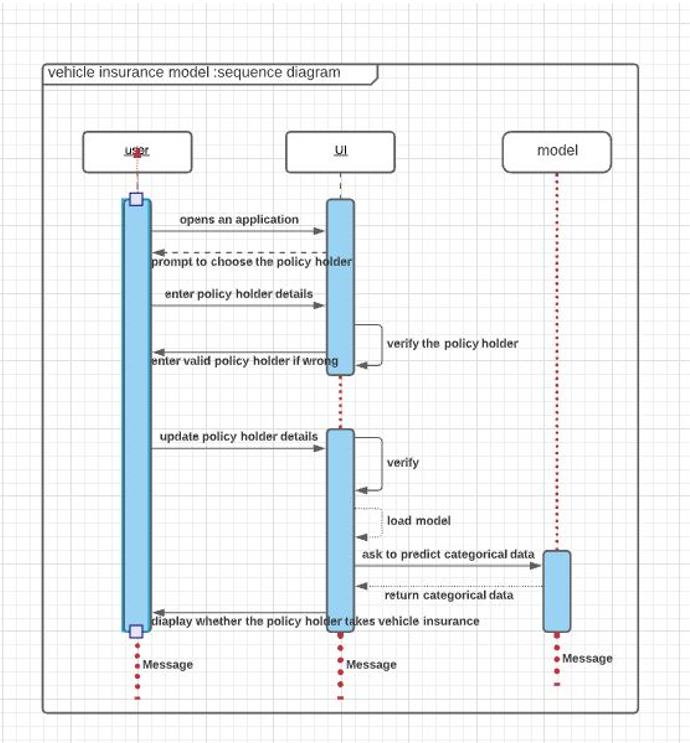 vehicle insurance model :sequence diagram
user
UI
model
opens an application
prompt to choose the policy holder
enter policy holder details
verify the policy holder
enter valid policy holder if wrong
update policy holder details
verify
load model
ask to predict categorical data
return categorical data
diaplay whether the policy holder takes vehicle insurance
Message
Message
Message